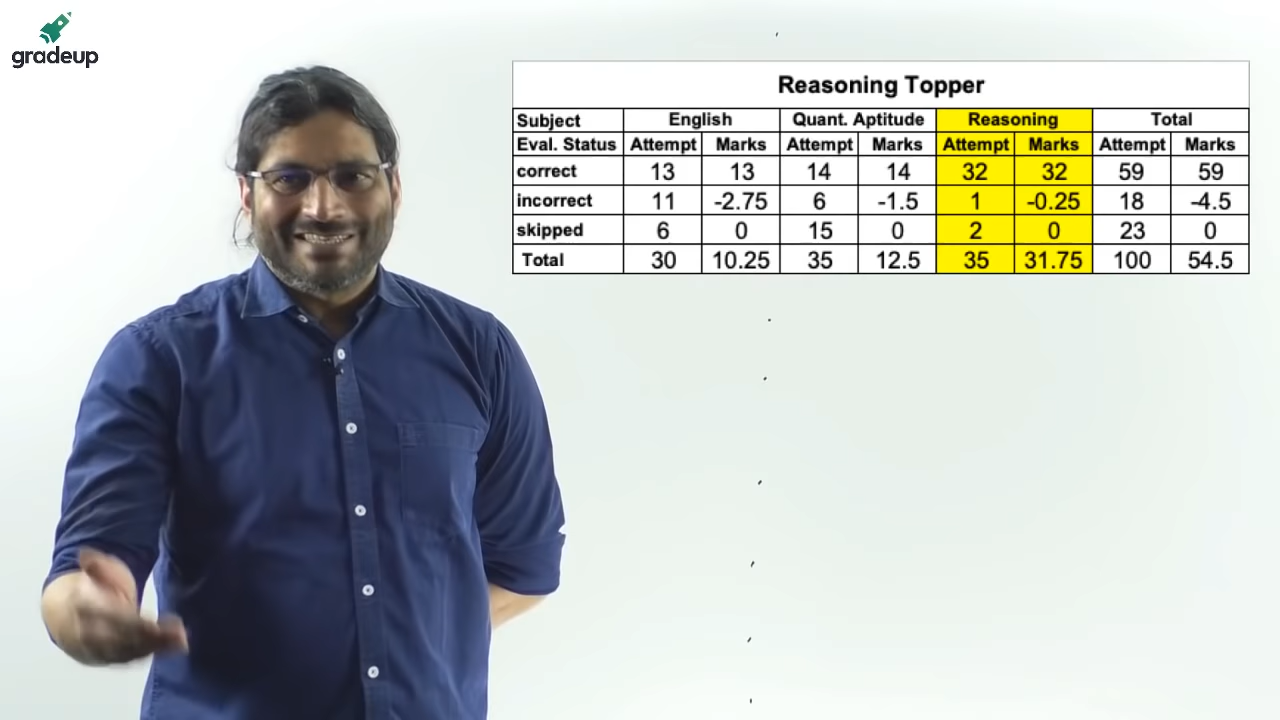 gradeup
Reasoning Topper
Subject English Quant. Aptitude Reasoning Total
Eval. Status Attempt Marks Attempt Marks Attempt Marks Attempt Marks
correct 13 13 14 14 32 32 59 59
incorrect 11 -2.75 6 -1.5 1 -0.25 18 -4.5
skipped 6 0 15 0 2 0 23 0
Total 30 10.25 35 12.5 35 31.75 100 54.5